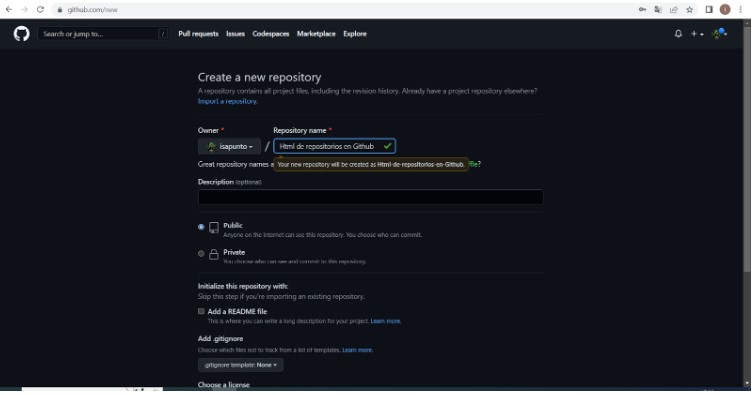 github.com/new
Search or jump to... /
Pull requests Issues Codespaces Marketplace Explore
Create a new repository
A repository contains all project files, including the revision history. Already have a project repository elsewhere?
Import a repository.
Owner * Repository name *
isapunto / Html de repositorios en Github
Great repository names a
Your new repository will be created as Html-de-repositorios-en-Github.
?
Description (optional)
Public
Anyone on the internet can see this repository. You choose who can commit.
Private
You choose who can see and commit to this repository.
Initialize this repository with:
Skip this step if you're importing an existing repository.
Add a README file
This is where you can write a long description for your project. Learn more.
Add .gitignore
Choose which files not to track from a list of templates. Learn more.
.gitignore template: None
Choose a license